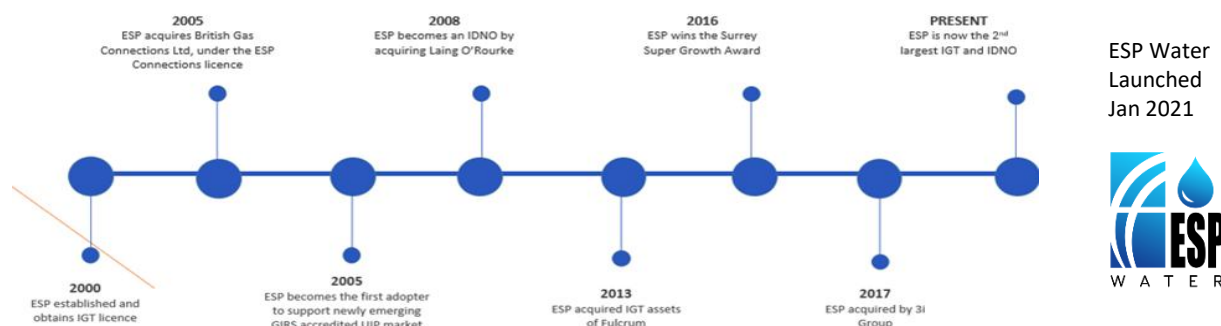 2005
ESP acquires British Gas
Connections Ltd, under the ESP
Connections licence
2008
ESP becomes an IDNO by
acquiring Laing O'Rourke
2016
ESP wins the Surrey
Super Growth Award
PRESENT
ESP is now the 2nd
largest IGT and IDNO
2000
ESP established and
obtains IGT licence
2005
ESP becomes the first adopter
to support newly emerging
GIRS accredited UIP market
2013
ESP acquired IGT assets
of Fulcrum
2017
ESP acquired by 3i
Group
ESP Water
Launched
Jan 2021
ESP
WATER